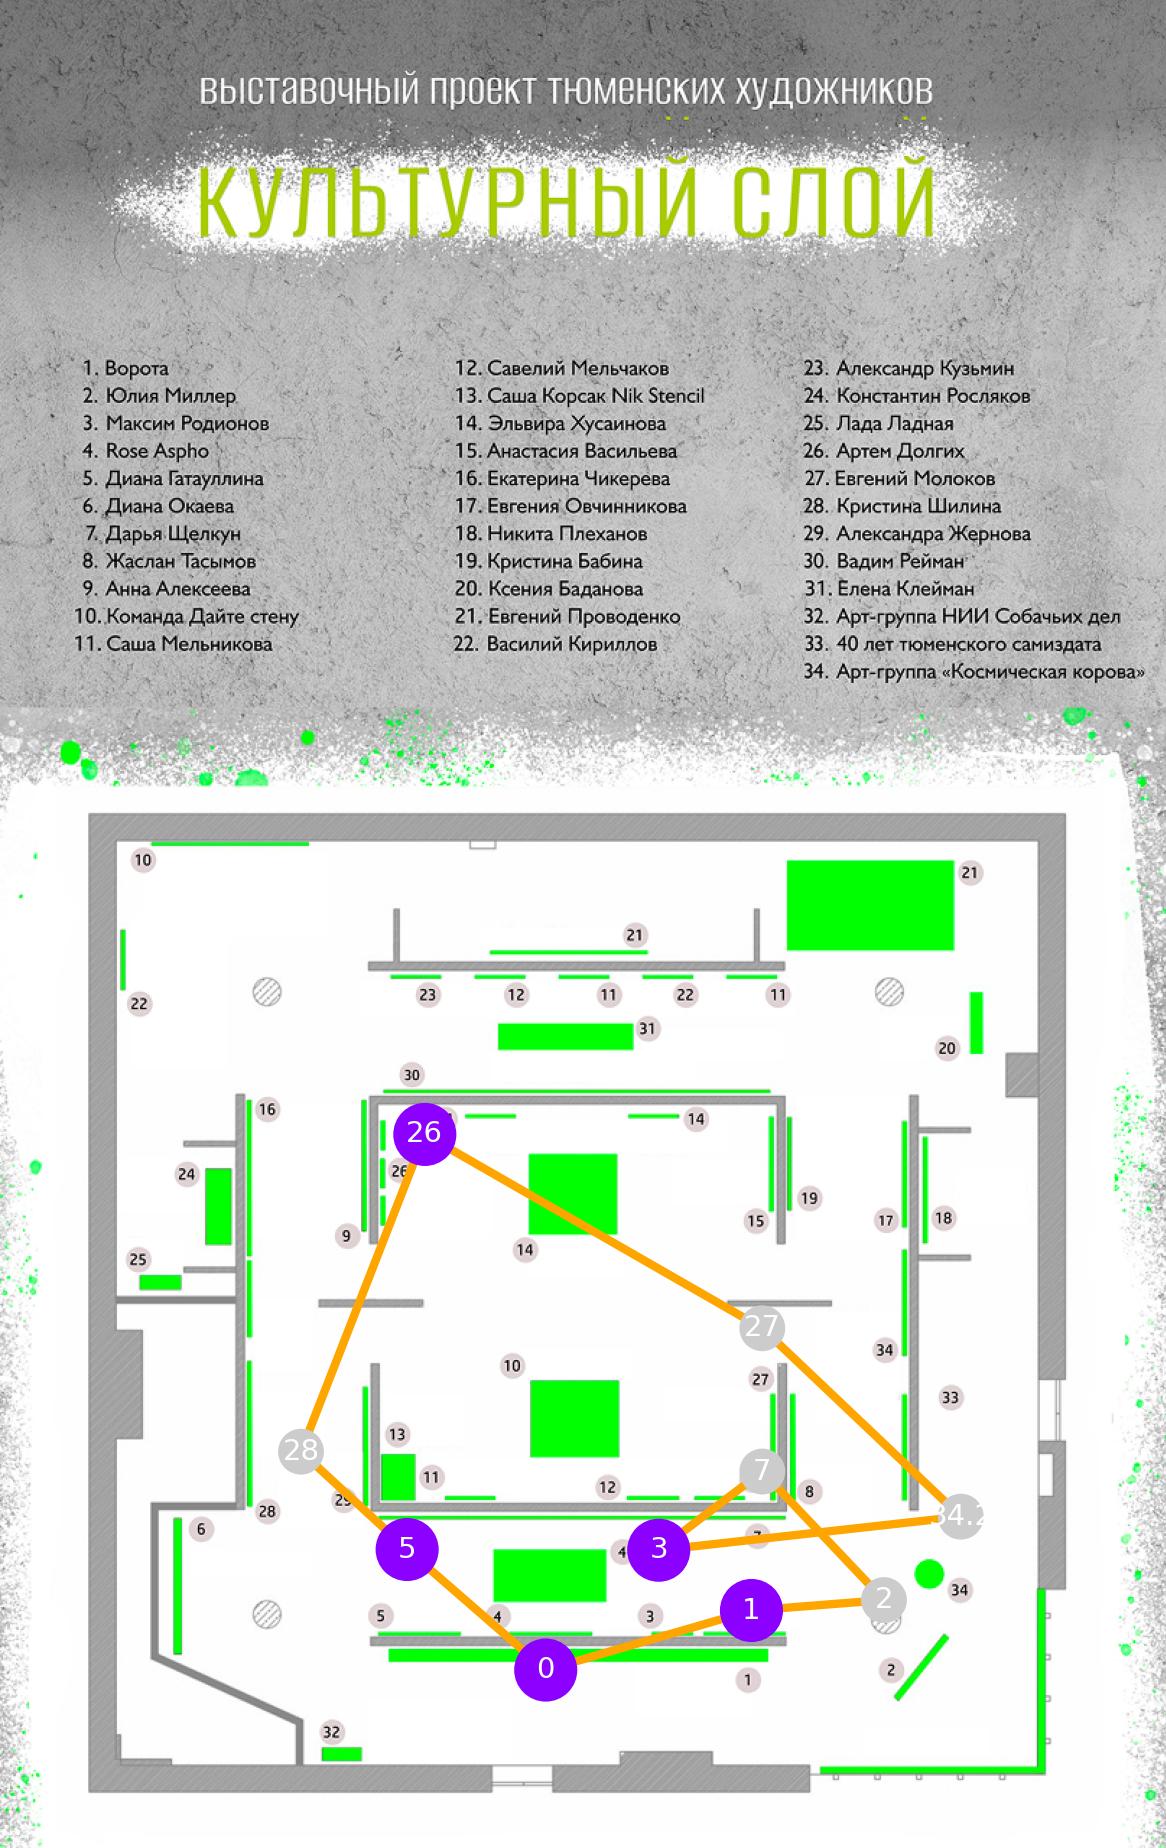 выставочный проект тюменских художников
КУЛЬТУРНЫЙ СЛОЙ
1. Ворота
2. Юлия Миллер
3. Максим Родионов
4. Rose Aspho
5. Диана Гатауллина
6. Диана Окаева
7. Дарья Щелкун
8. Жаслан Тасымов
9. Анна Алексеева
10. Команда Дайте стену
11. Саша Мельникова
12. Савелий Мельчаков
13. Саша Корсак Nik Stencil
14. Эльвира Хусаинова
15. Анастасия Васильева
16. Екатерина Чикерева
17. Евгения Овчинникова
18. Никита Плеханов
19. Кристина Бабина
20. Ксения Баданова
21. Евгений Проводенко
22. Василий Кириллов
23. Александр Кузьмин
24. Константин Росляков
25. Лада Ладная
26. Артем Долгих
27. Евгений Молоков
28. Кристина Шилина
29. Александра Жернова
30. Вадим Рейман
31. Елена Клейман
32. Арт-группа НИИ Собачьих дел
33. 40 лет тюменского самиздата
34. Арт-группа «Космическая корова»
10
21
21
22
23 12 11 22 11
31
20
30
16
26
14
26
24
19
9
15
17
18
14
25
27
34
10
27
33
13
28
11
7
12
8
29
28
34.2
6
7
5
4
3
34
2
5
4
3
1
0
2
1
32